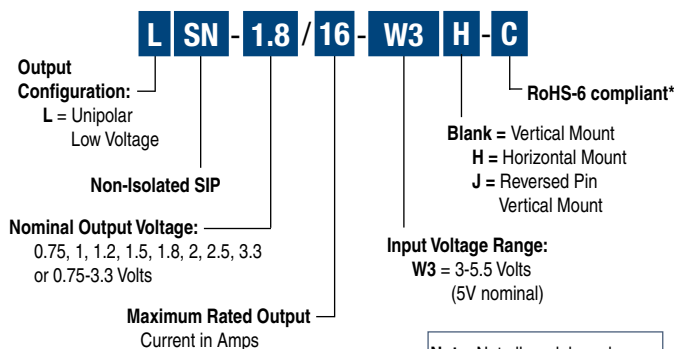 L SN - 1.8 / 16 - W3 H - C
Output
Configuration:
L = Unipolar
Low Voltage
RoHS-6 compliant*
Blank = Vertical Mount
H = Horizontal Mount
J = Reversed Pin
Vertical Mount
Non-Isolated SIP
Nominal Output Voltage:
0.75, 1, 1.2, 1.5, 1.8, 2, 2.5, 3.3
or 0.75-3.3 Volts
Input Voltage Range:
W3 = 3-5.5 Volts
(5V nominal)
Maximum Rated Output
Current in Amps